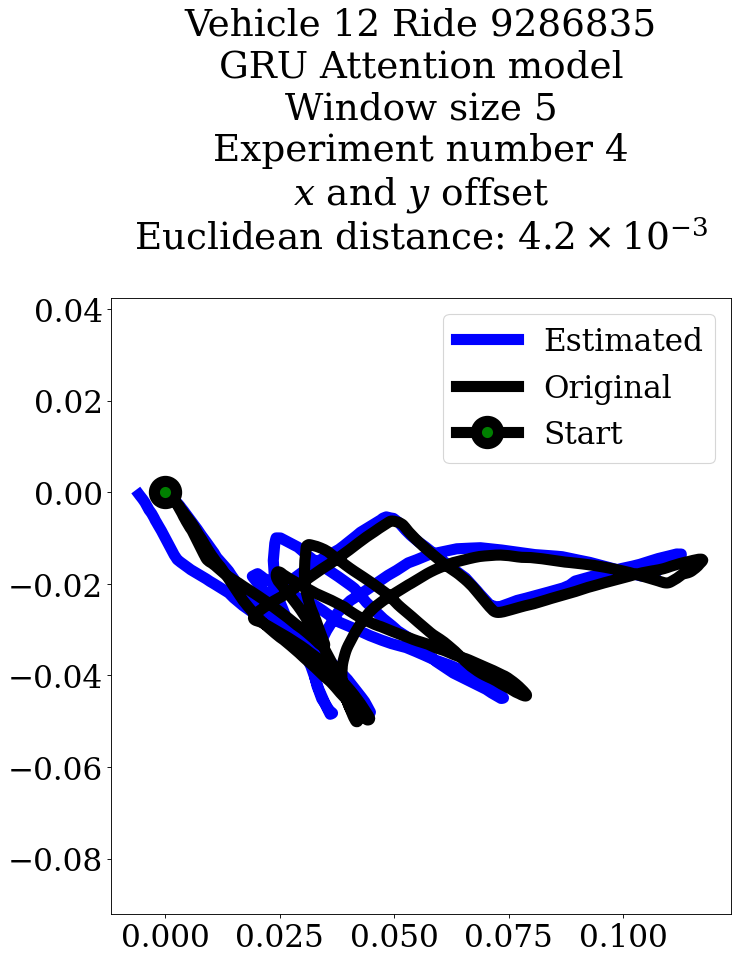 Vehicle 12 Ride 9286835
GRU Attention model
Window size 5
Experiment number 4
x and y offset
Euclidean distance: 4.2 × 10⁻³
0.04
0.02
0.00
−0.02
−0.04
−0.06
−0.08
Estimated
Original
Start
0.000 0.025 0.050 0.075 0.100